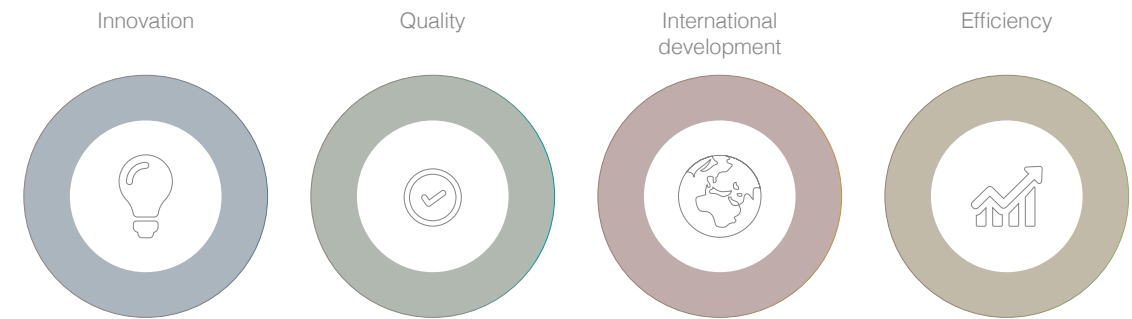 Innovation
Quality
International
development
Efficiency